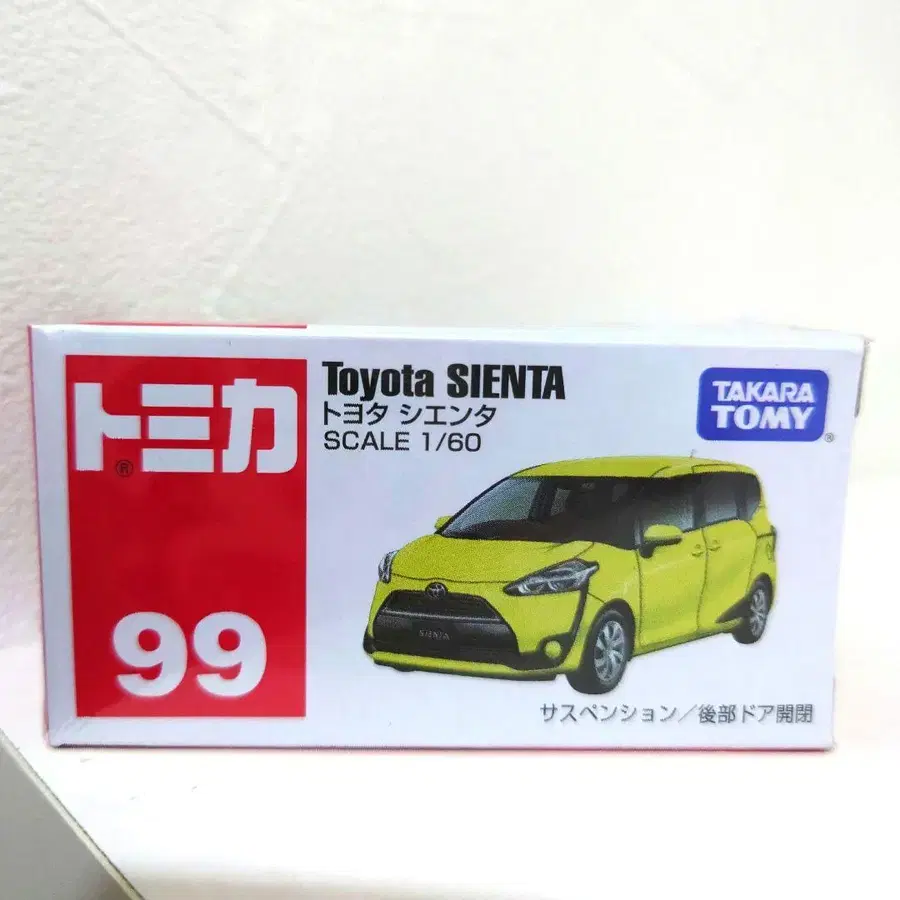 トミカ®
99
Toyota SIENTA
トヨタ シエンタ
SCALE 1/60
TAKARA
TOMY®
SIENTA
サスペンション／後部ドア開閉